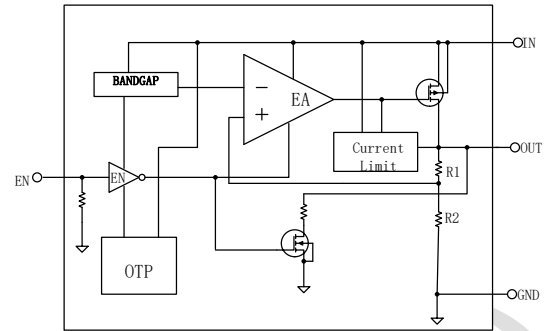 IN
BANDGAP
− EA
+
Current
Limit
OUT
R1
EN
EN
R2
OTP
GND